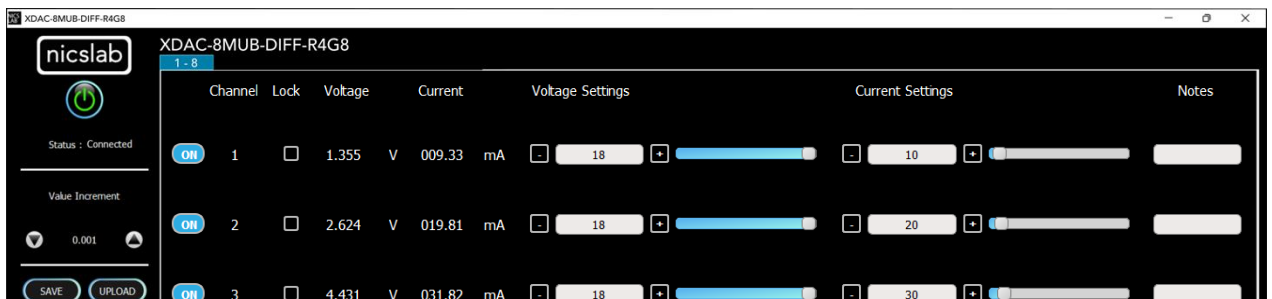 XDAC-8MUB-DIFF-R4G8
nicslab
XDAC-8MUB-DIFF-R4G8
1 - 8
Channel Lock Voltage Current Voltage Settings Current Settings Notes
Status : Connected
ON 1 1.355 V 009.33 mA - 18 + - 10 +
Value Increment
ON 2 2.624 V 019.81 mA - 18 + - 20 +
0.001
SAVE UPLOAD
ON 3 4.431 V 031.82 mA - 18 + - 30 +